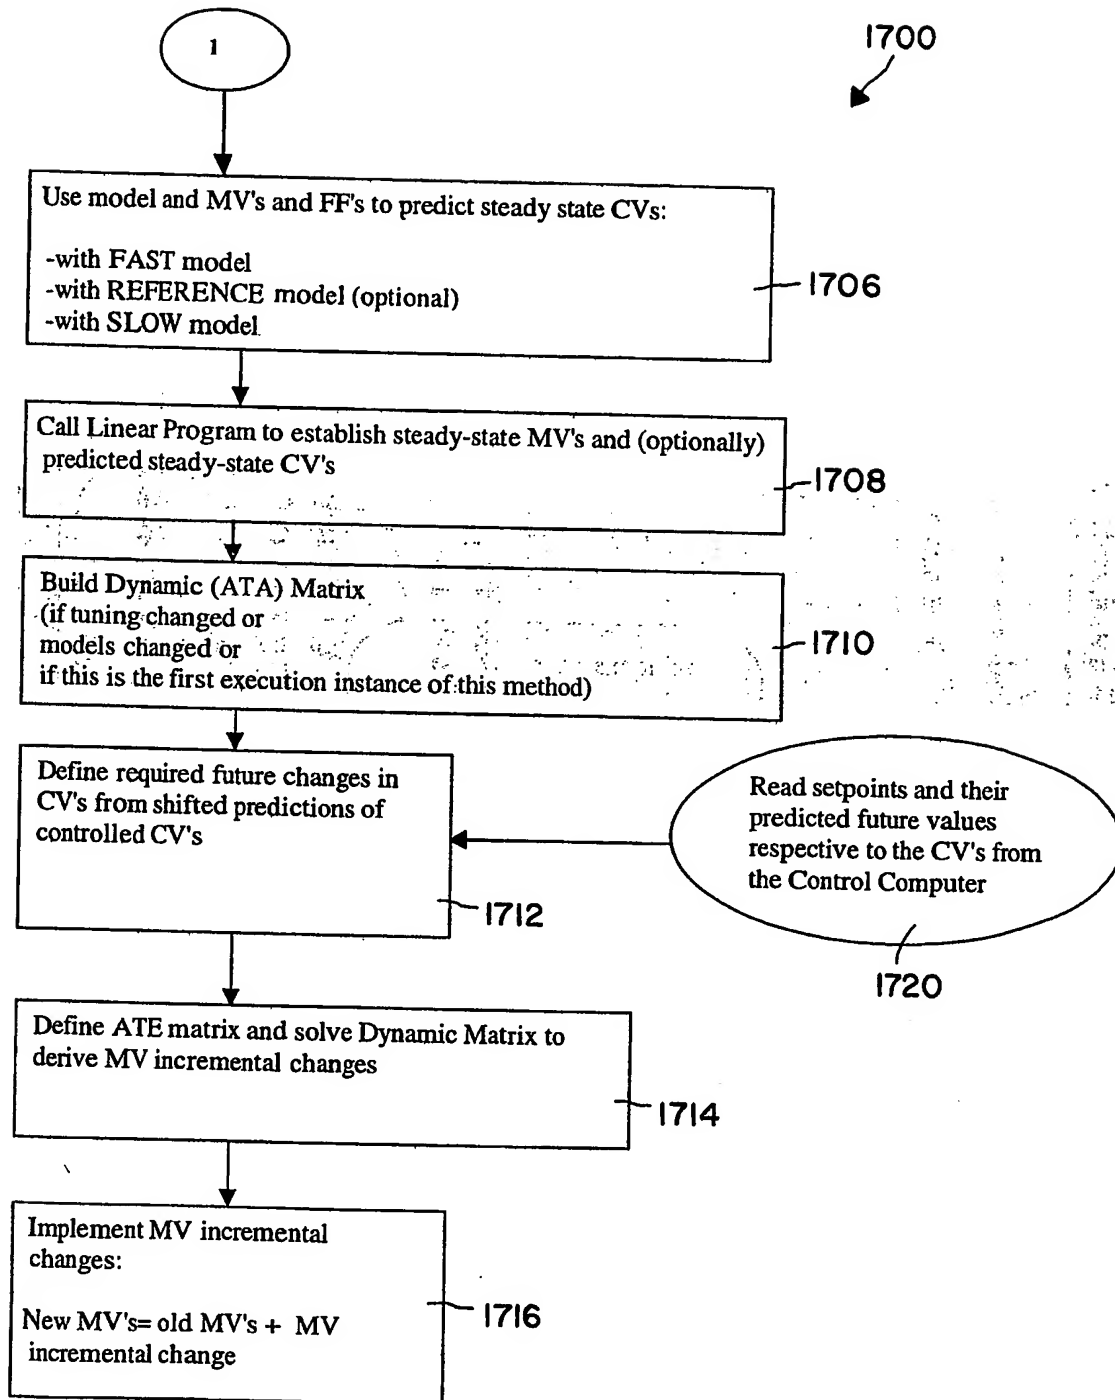 1
1700
Use model and MV's and FF's to predict steady state CVs:
-with FAST model
-with REFERENCE model (optional)
-with SLOW model
1706
Call Linear Program to establish steady-state MV's and (optionally)
predicted steady-state CV's
1708
Build Dynamic (ATA) Matrix
(if tuning changed or
models changed or
if this is the first execution instance of this method)
1710
Define required future changes in
CV's from shifted predictions of
controlled CV's
1712
Read setpoints and their
predicted future values
respective to the CV's from
the Control Computer
1720
Define ATE matrix and solve Dynamic Matrix to
derive MV incremental changes
1714
Implement MV incremental
changes:
New MV's= old MV's + MV
incremental change
1716